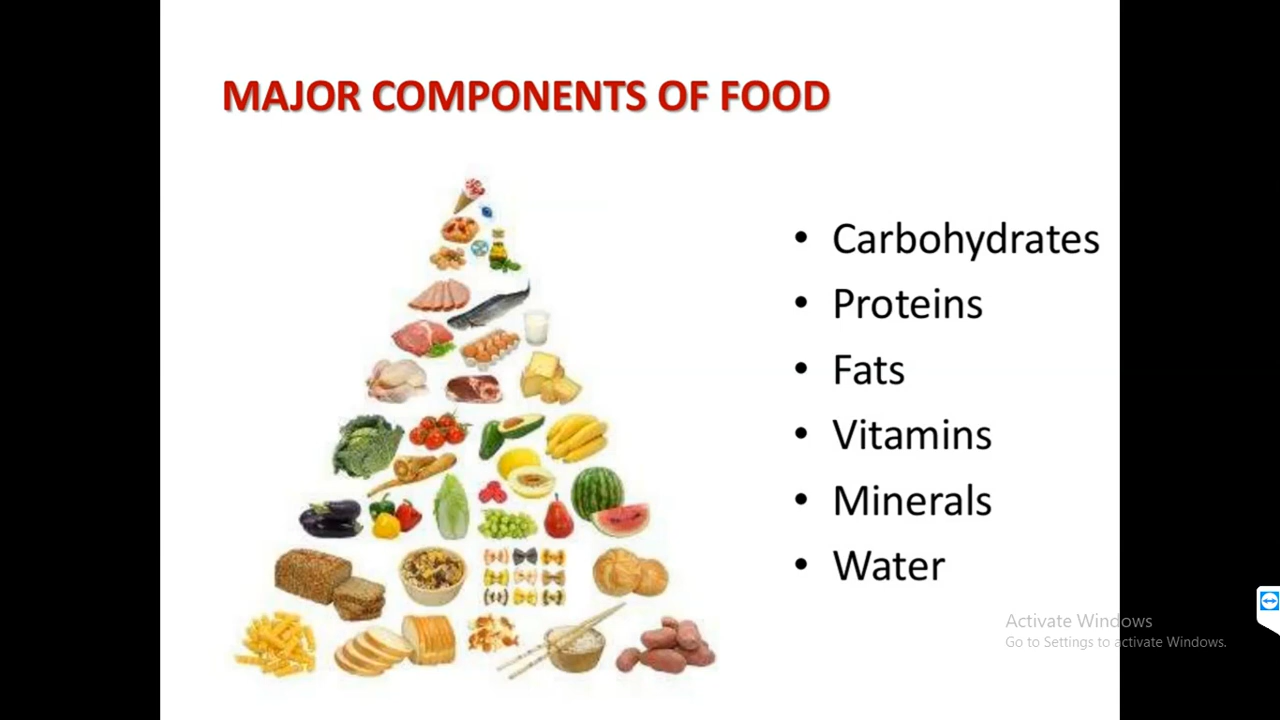 MAJOR COMPONENTS OF FOOD
• Carbohydrates
• Proteins
• Fats
• Vitamins
• Minerals
• Water
Activate Windows
Go to Settings to activate Windows.